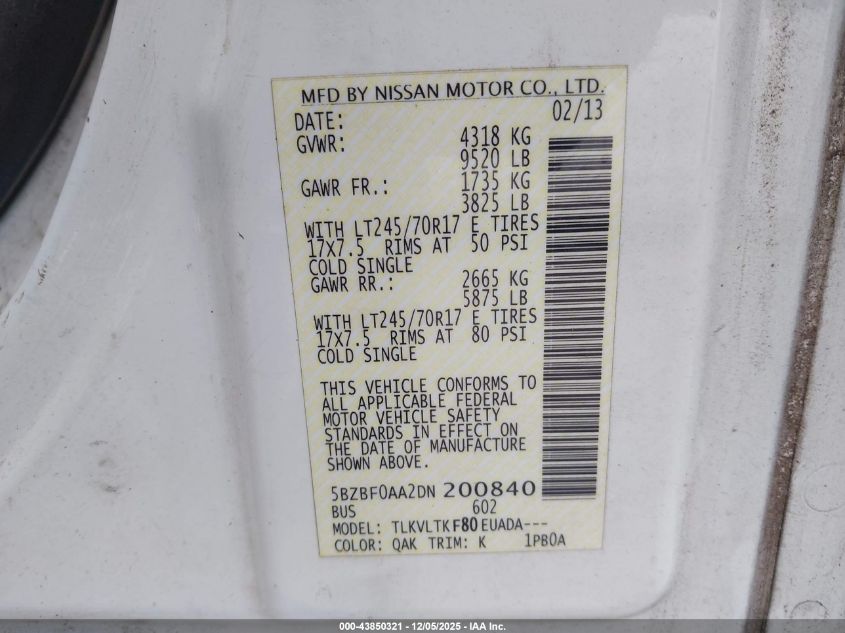 MFD BY NISSAN MOTOR CO., LTD.
DATE: 02/13
GVWR: 4318 KG
9520 LB
GAWR FR.: 1735 KG
3825 LB
WITH LT245/70R17 E TIRES
17X7.5 RIMS AT 50 PSI
COLD SINGLE
GAWR RR.: 2665 KG
5875 LB
WITH LT245/70R17 E TIRES
17X7.5 RIMS AT 80 PSI
COLD SINGLE
THIS VEHICLE CONFORMS TO
ALL APPLICABLE FEDERAL
MOTOR VEHICLE SAFETY
STANDARDS IN EFFECT ON
THE DATE OF MANUFACTURE
SHOWN ABOVE.
5BZBF0AA2DN 200840
BUS 602
MODEL: TLKVLTKF80EUADA---
COLOR: QAK TRIM: K 1PB0A
000-43850321 - 12/05/2025 - IAA Inc.